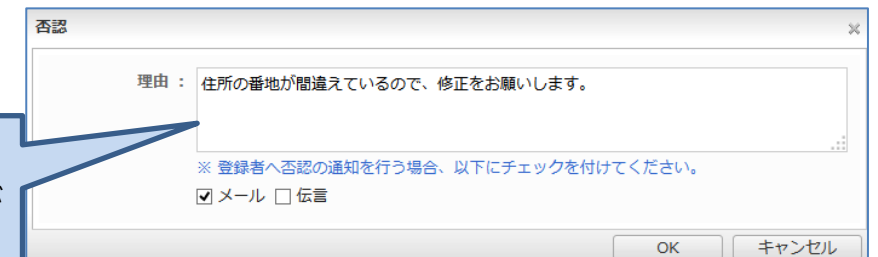 否認
理由 : 住所の番地が間違えているので、修正をお願いします。
※ 登録者へ否認の通知を行う場合、以下にチェックを付けてください。
メール 伝言
OK キャンセル